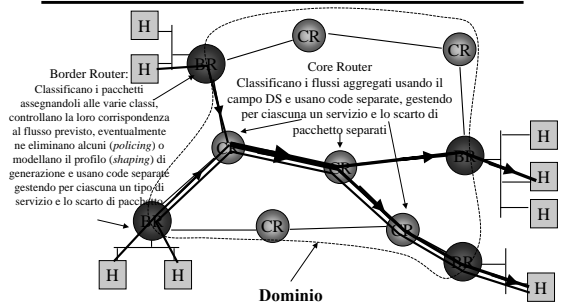 H
H
BR
CR
CR
Border Router:
Classificano i pacchetti
assegnandoli alle varie classi,
controllano la loro corrispondenza
al flusso previsto, eventualmente
ne eliminano alcuni (policing) o
modellano il profilo (shaping) di
generazione e usano code separate
gestendo per ciascuna un tipo di
servizio e lo scarto di pacchetto
Core Router
Classificano i flussi aggregati usando il
campo DS e usano code separate, gestendo
per ciascuna un servizio e lo scarto di
pacchetto separati
CR
CR
BR
H
H
H
BR
CR
CR
BR
H
H
H
Dominio